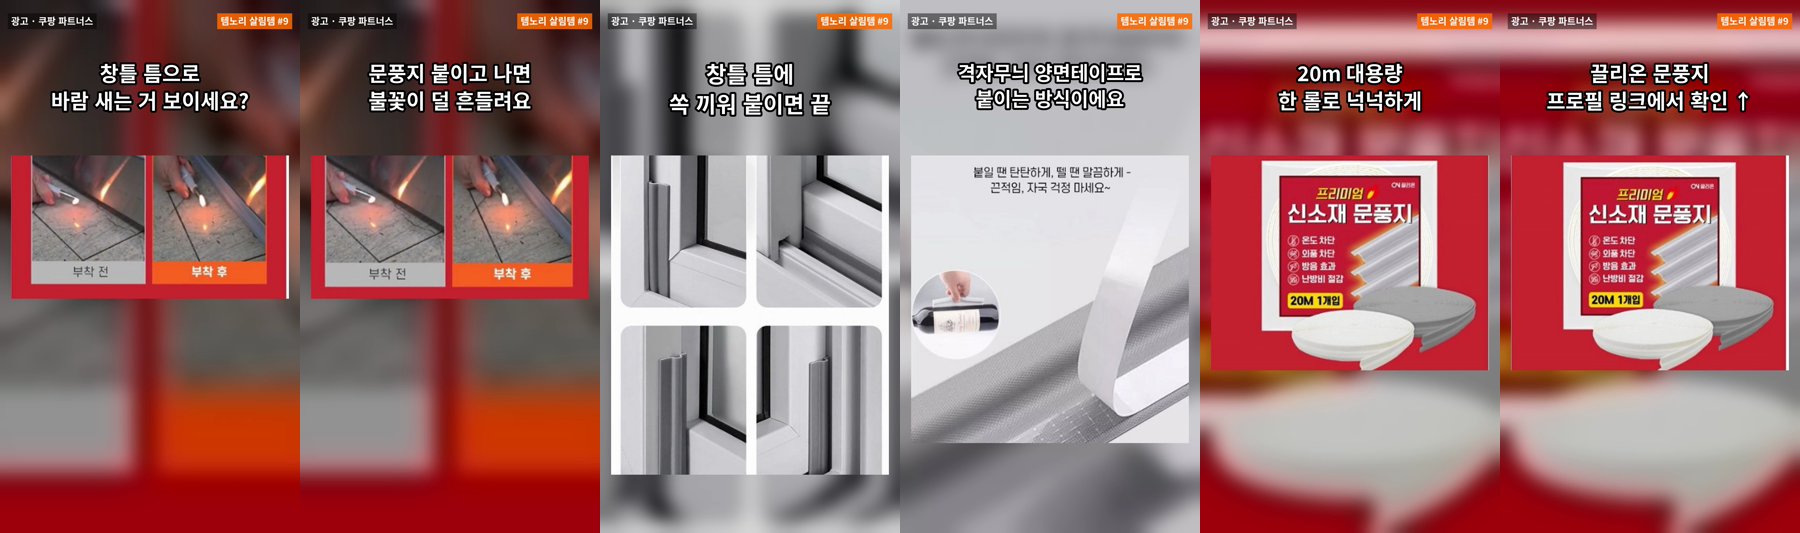 광고 · 쿠팡 파트너스
템노리 살림템 #9
창틀 틈으로
바람 새는 거 보이세요?
부착 전
부착 후
광고 · 쿠팡 파트너스
템노리 살림템 #9
문풍지 붙이고 나면
불꽃이 덜 흔들려요
부착 전
부착 후
광고 · 쿠팡 파트너스
템노리 살림템 #9
창틀 틈에
쏙 끼워 붙이면 끝
광고 · 쿠팡 파트너스
템노리 살림템 #9
격자무늬 양면테이프로
붙이는 방식이에요
붙일 땐 탄탄하게, 뗄 땐 말끔하게 -
끈적임, 자국 걱정 마세요~
광고 · 쿠팡 파트너스
템노리 살림템 #9
20m 대용량
한 롤로 넉넉하게
프리미엄
신소재 문풍지
온도 차단
외풍 차단
방음 효과
난방비 절감
20M 1개입
광고 · 쿠팡 파트너스
템노리 살림템 #9
끌리온 문풍지
프로필 링크에서 확인 ↑
프리미엄
신소재 문풍지
온도 차단
외풍 차단
방음 효과
난방비 절감
20M 1개입